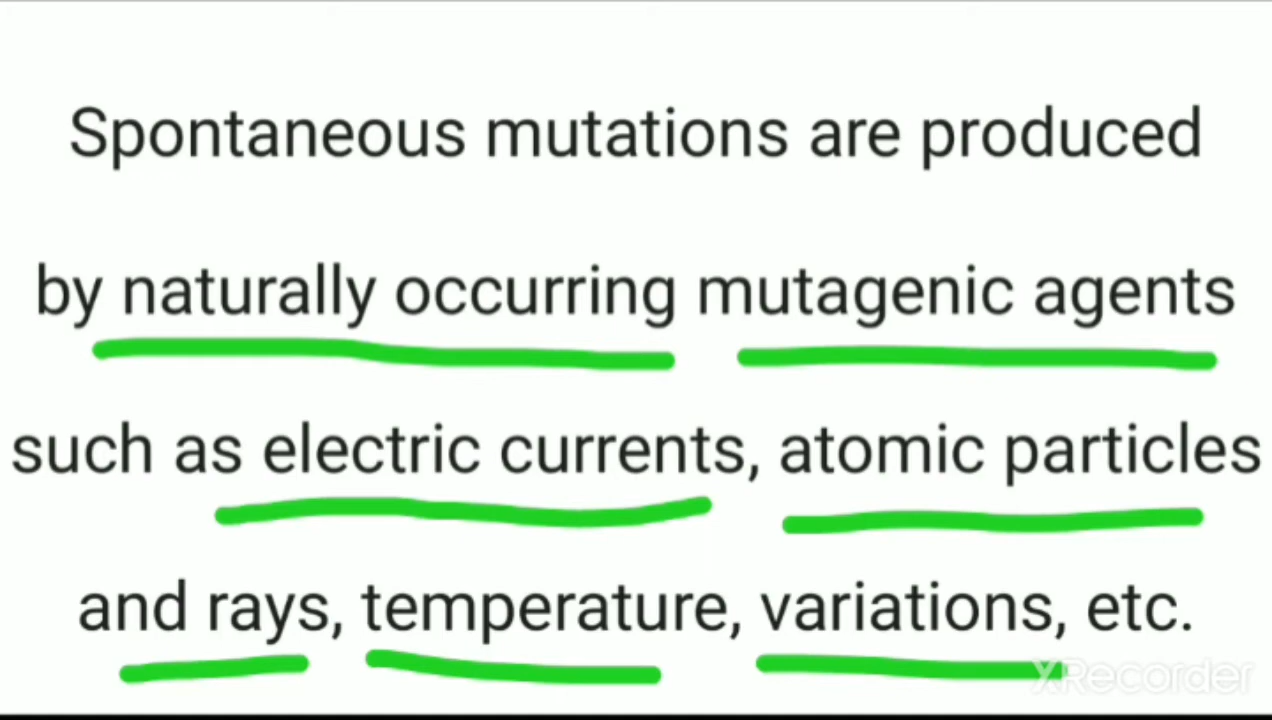 Spontaneous mutations are produced
by naturally occurring mutagenic agents
such as electric currents, atomic particles
and rays, temperature, variations, etc.
XRecorder